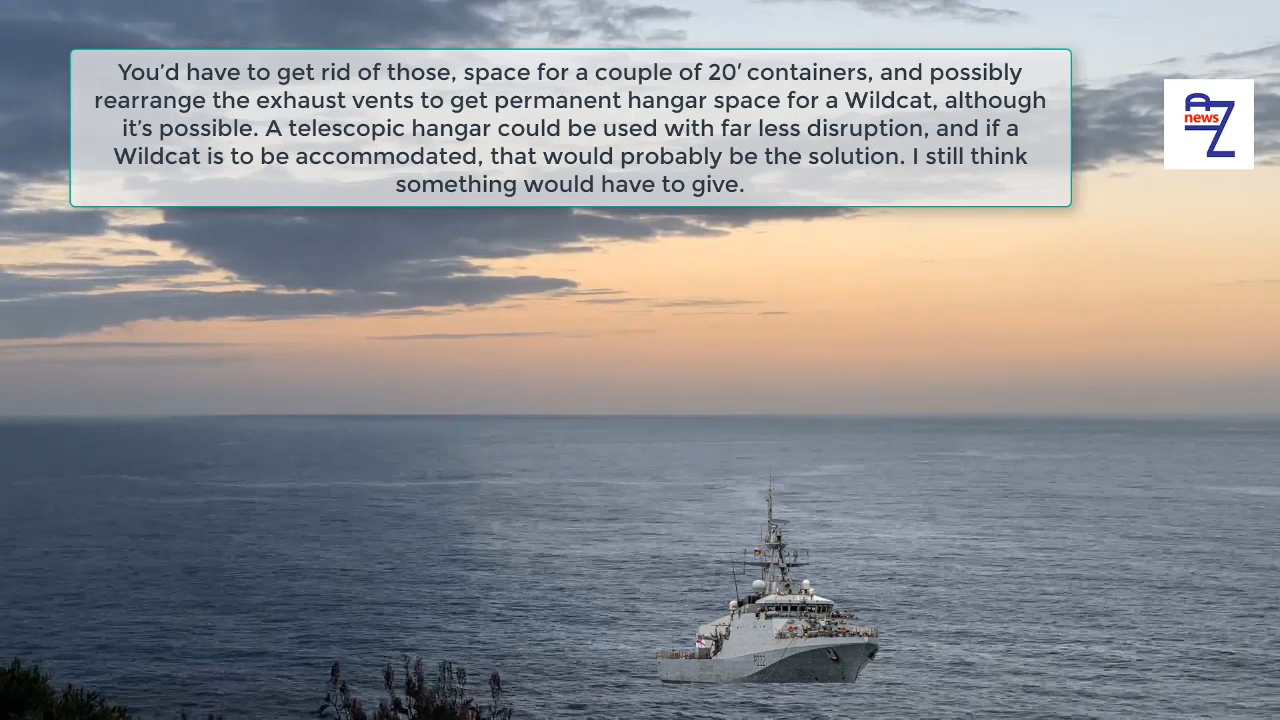 You’d have to get rid of those, space for a couple of 20′ containers, and possibly
rearrange the exhaust vents to get permanent hangar space for a Wildcat, although
it’s possible. A telescopic hangar could be used with far less disruption, and if a
Wildcat is to be accommodated, that would probably be the solution. I still think
something would have to give.
AZ
news
P222